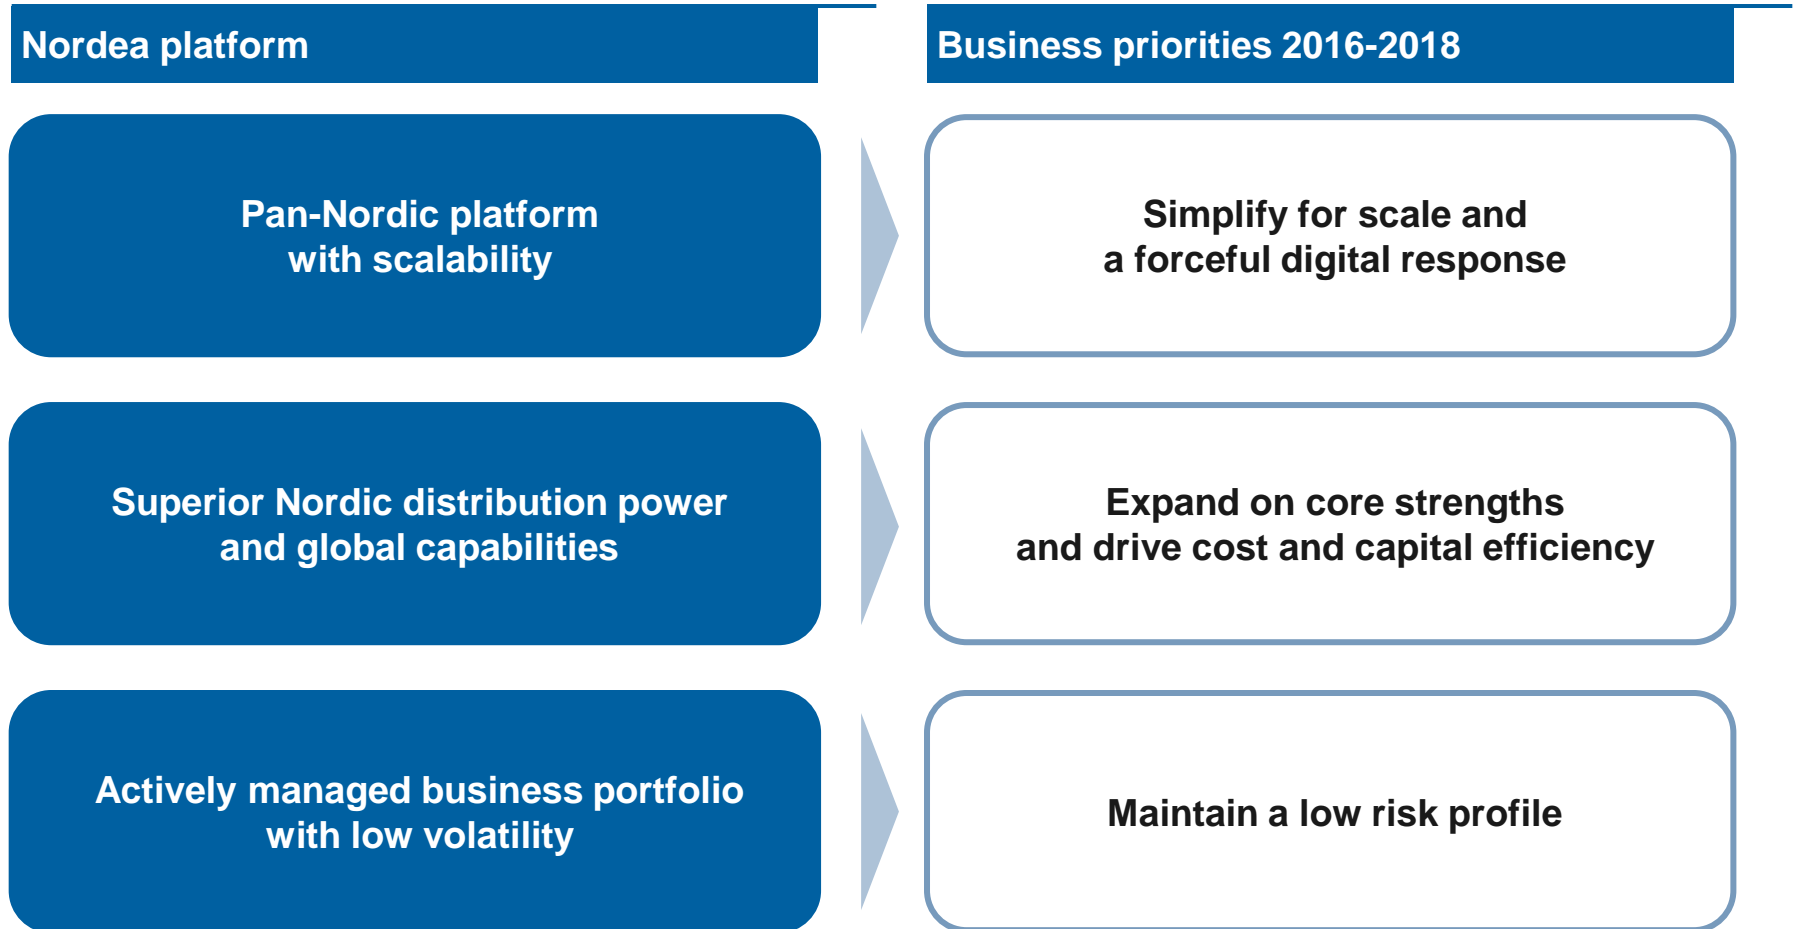 Nordea platform
Business priorities 2016-2018
Pan-Nordic platform
with scalability
Simplify for scale and
a forceful digital response
Superior Nordic distribution power
and global capabilities
Expand on core strengths
and drive cost and capital efficiency
Actively managed business portfolio
with low volatility
Maintain a low risk profile